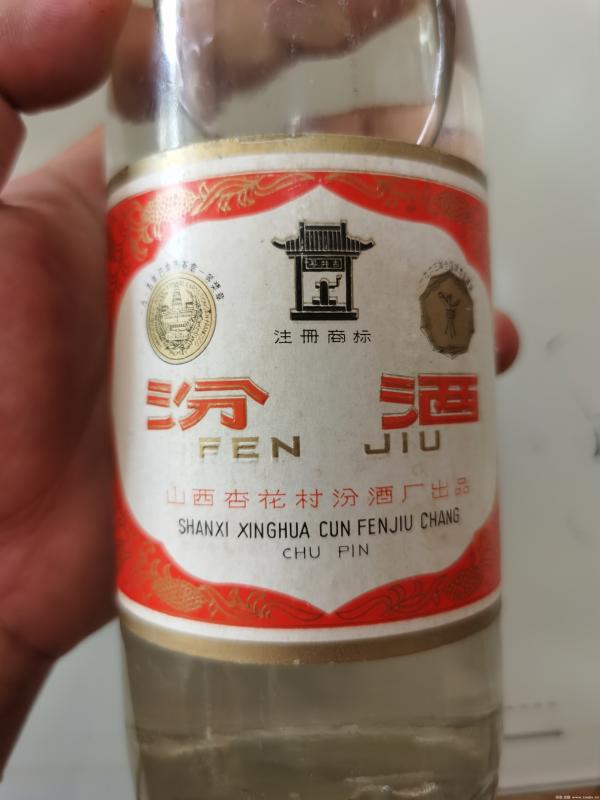 注册商标
汾酒
FEN JIU
山西杏花村汾酒厂出品
SHANXI XINGHUA CUN FENJIU CHANG
CHU PIN